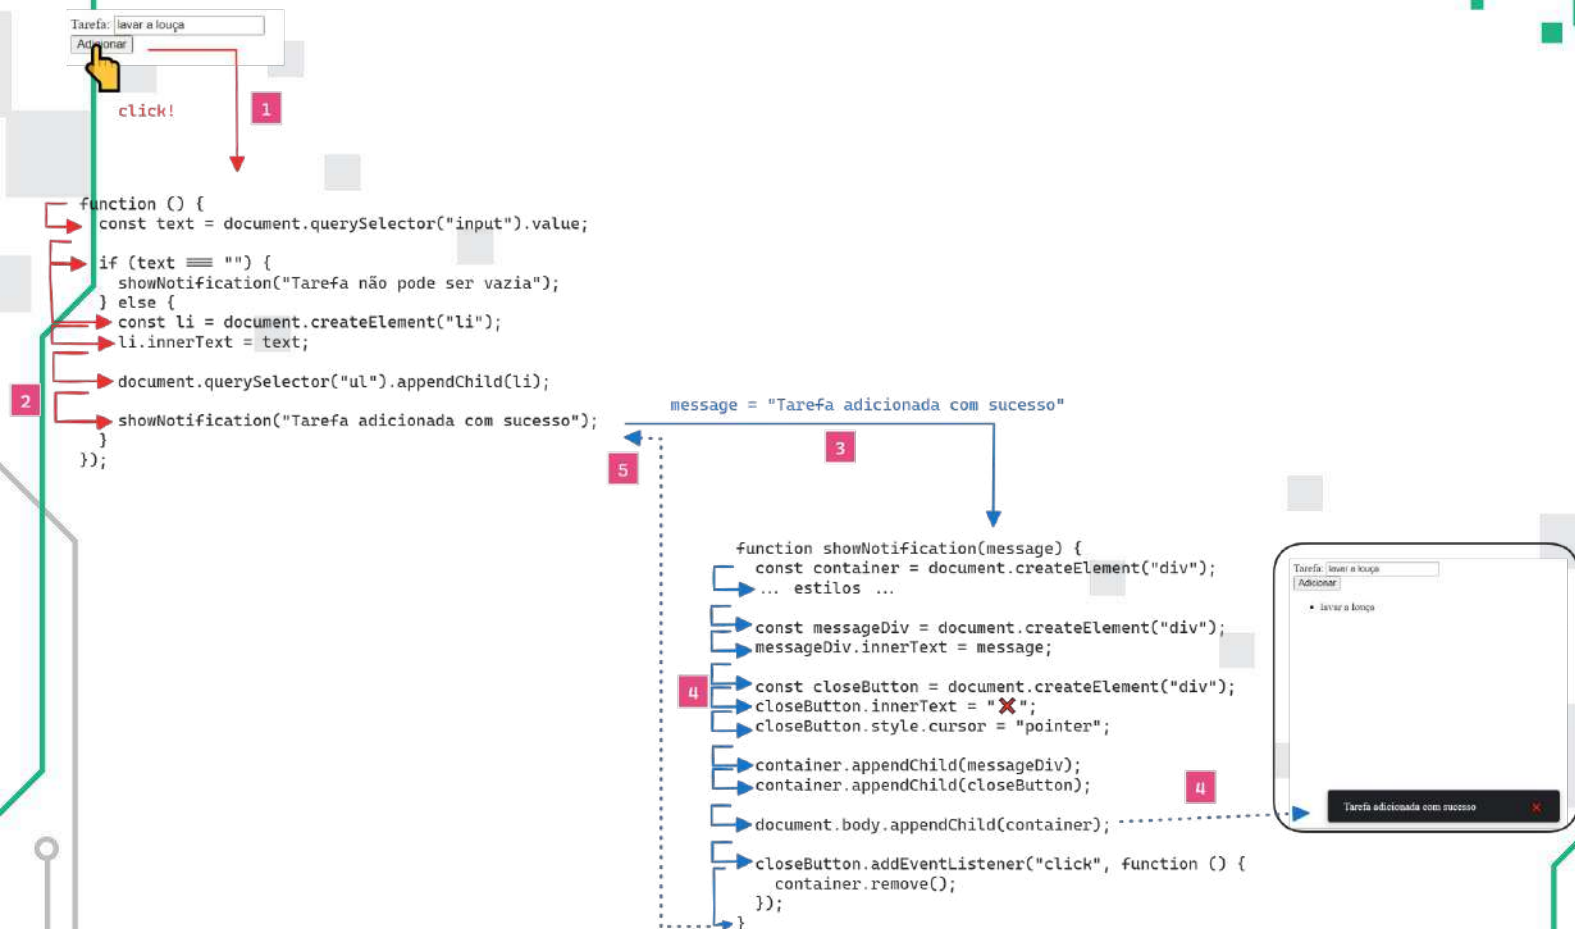 Tarefa: lavar a louça
Adicionar
click!
1
function () {
const text = document.querySelector("input").value;
if (text === "") {
showNotification("Tarefa não pode ser vazia");
} else {
const li = document.createElement("li");
li.innerText = text;
document.querySelector("ul").appendChild(li);
2
showNotification("Tarefa adicionada com sucesso");
}
});
message = "Tarefa adicionada com sucesso"
3
5
function showNotification(message) {
const container = document.createElement("div");
... estilos ...
const messageDiv = document.createElement("div");
messageDiv.innerText = message;
4
const closeButton = document.createElement("div");
closeButton.innerText = "❌";
closeButton.style.cursor = "pointer";
container.appendChild(messageDiv);
container.appendChild(closeButton);
4
document.body.appendChild(container);
closeButton.addEventListener("click", function () {
container.remove();
});
}
Tarefa: lavar a louça
Adicionar
• lavar a louça
Tarefa adicionada com sucesso ❌